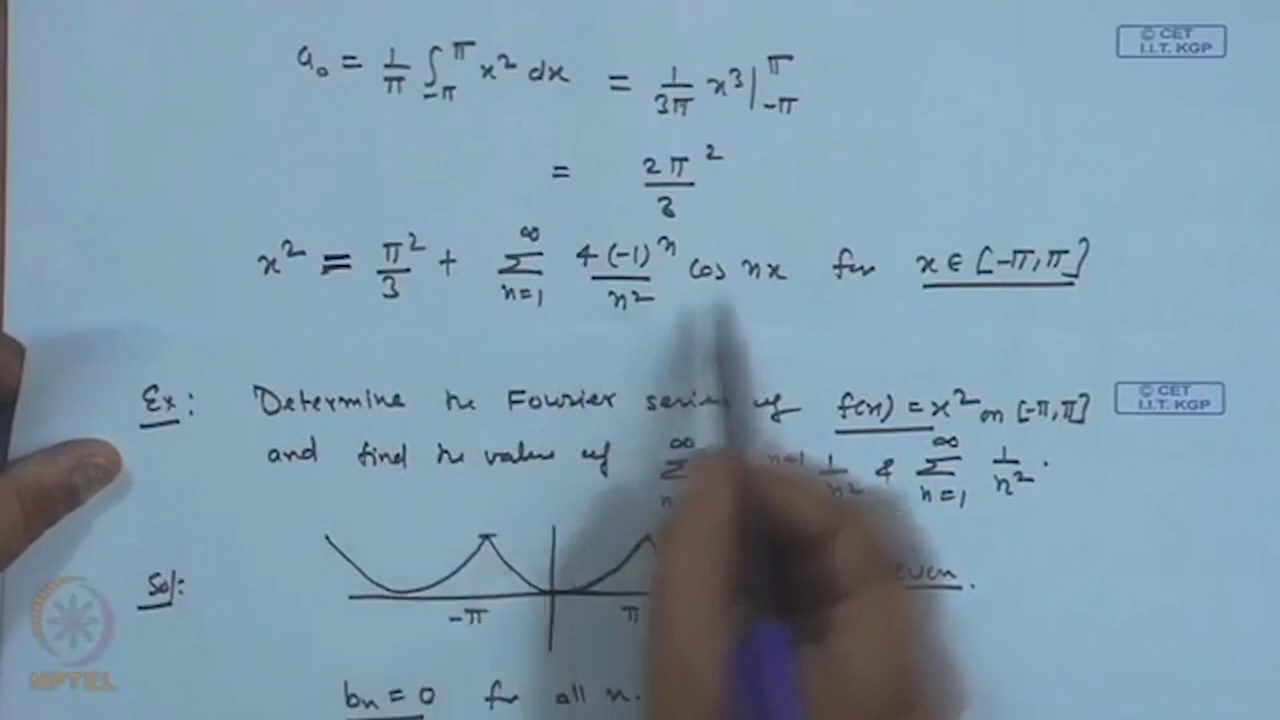 © CET
I.I.T. KGP
a₀ = 1/π ∫_{-π}^{π} x² dx = 1/3π x³ |_{-π}^{π}
= 2π²/3
x² = π²/3 + ∑_{n=1}^{∞} 4(-1)ⁿ/n² cos nx for x ∈ [-π, π]
© CET
I.I.T. KGP
Ex: Determine the Fourier series of f(x) = x² on [-π, π]
and find the value of ∑ 1/n² & ∑_{n=1}^{∞} 1/n².
Sol: even.
-π π
bn = 0 for all n.
NPTEL